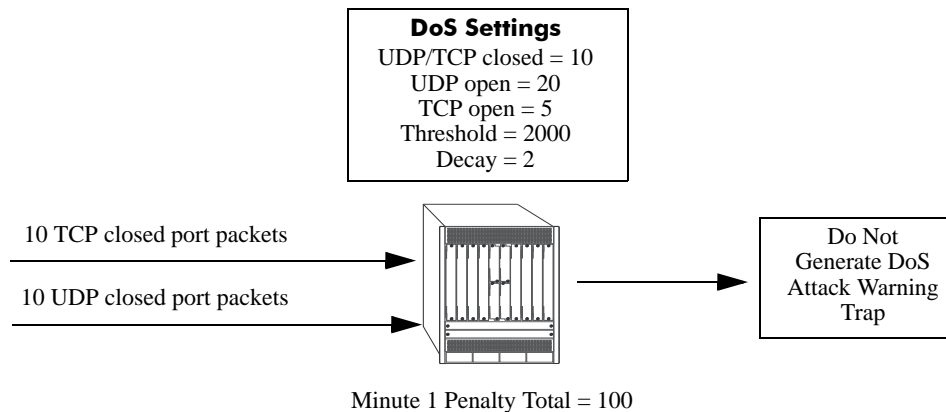 DoS Settings
UDP/TCP closed = 10
UDP open = 20
TCP open = 5
Threshold = 2000
Decay = 2
10 TCP closed port packets
10 UDP closed port packets
Do Not
Generate DoS
Attack Warning
Trap
Minute 1 Penalty Total = 100